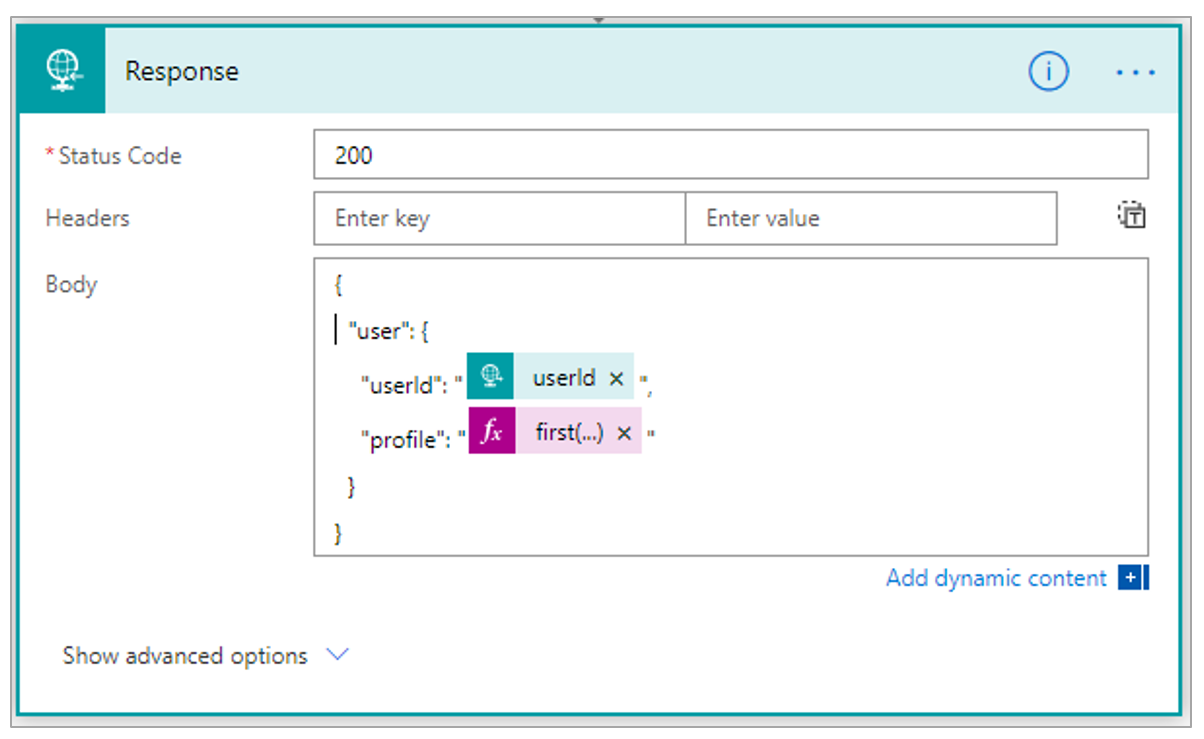 Response
* Status Code 200
Headers Enter key Enter value
Body
{
"user": {
"userId": " userId × ",
"profile": " fx first(...) × "
}
}
Add dynamic content
Show advanced options